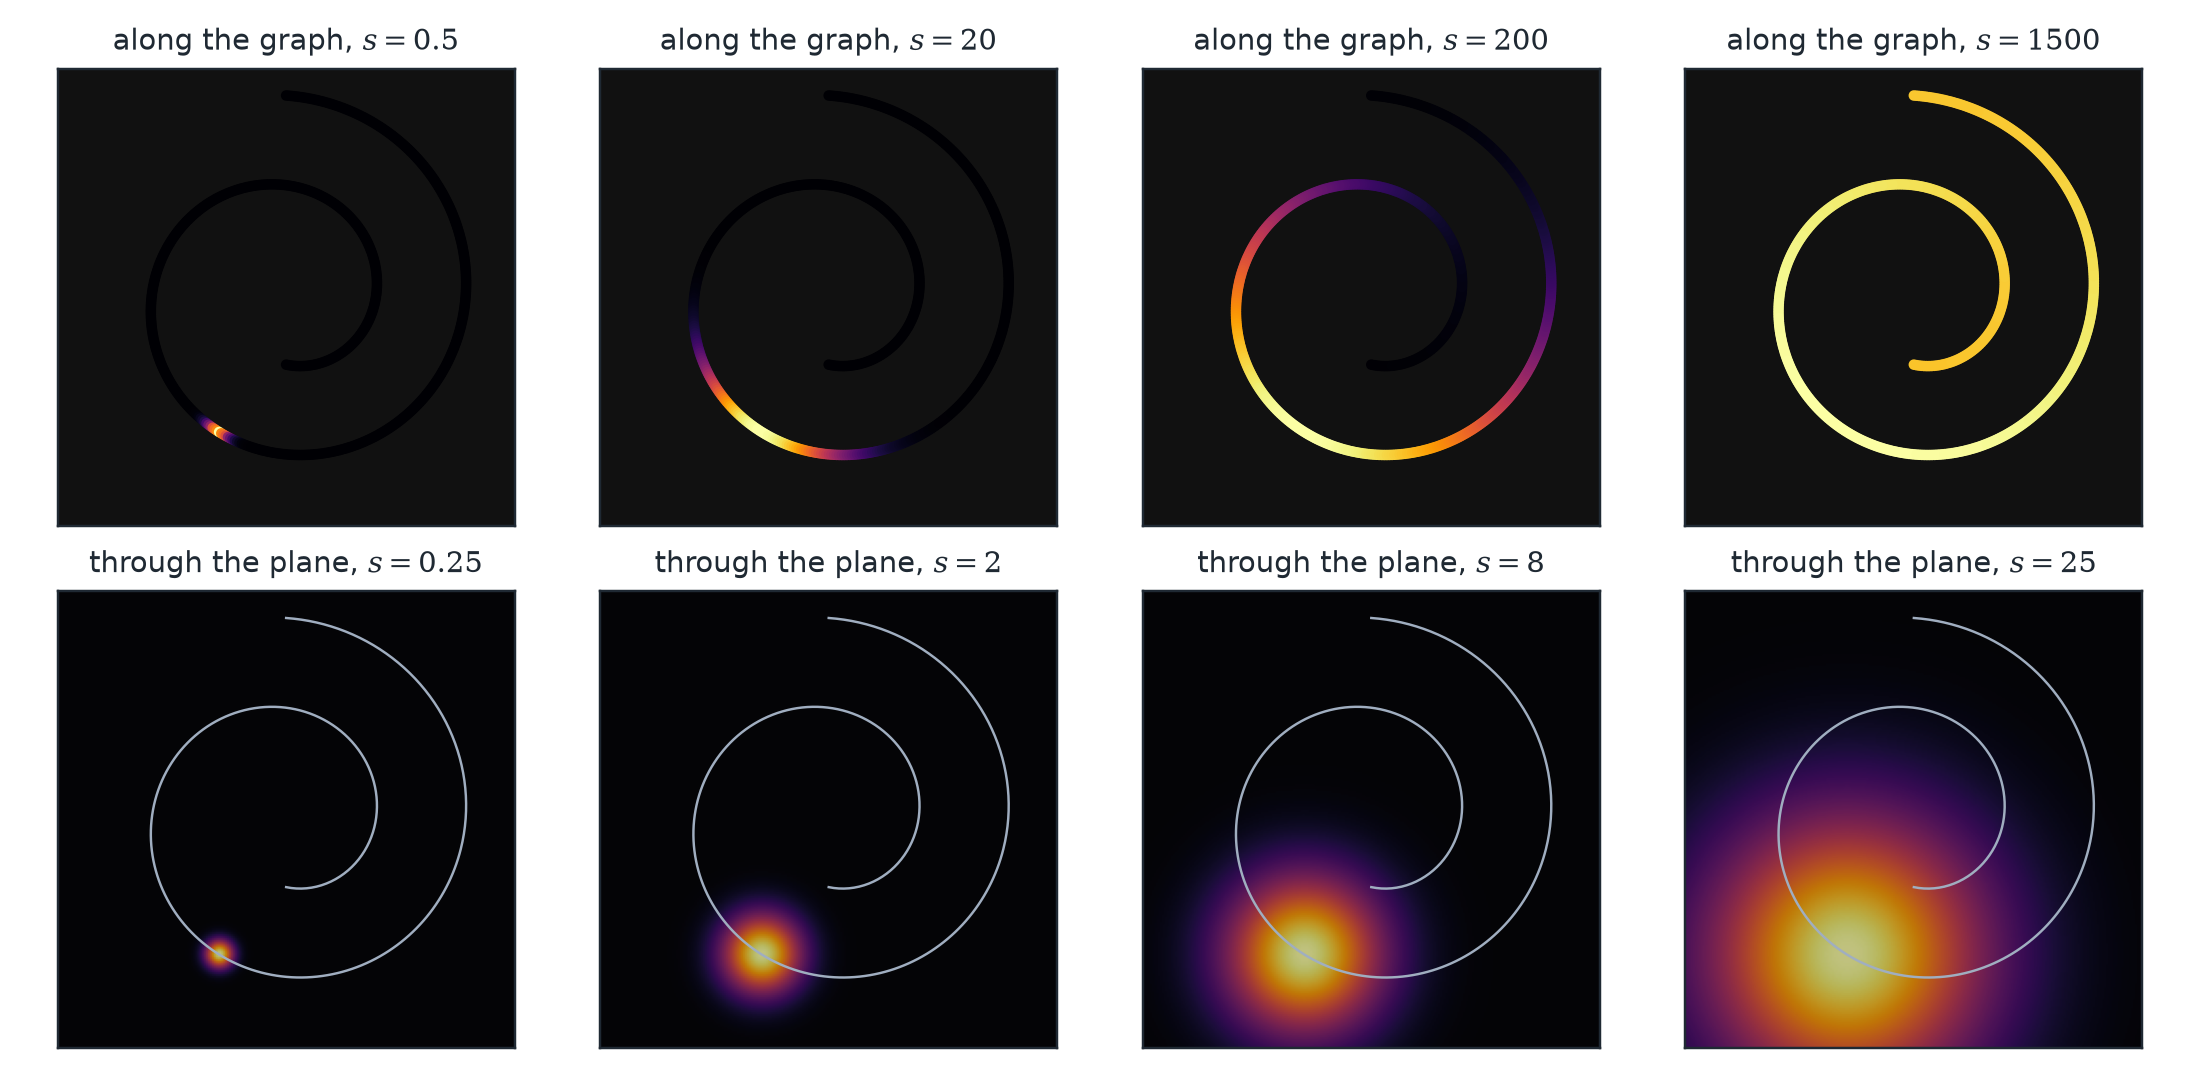 along the graph, s = 0.5
along the graph, s = 20
along the graph, s = 200
along the graph, s = 1500
through the plane, s = 0.25
through the plane, s = 2
through the plane, s = 8
through the plane, s = 25